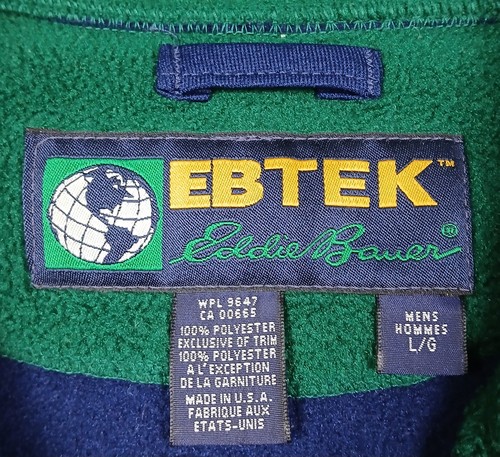 EBTEK™
Eddie Bauer®
WPL 9647
CA 00665
100% POLYESTER
EXCLUSIVE OF TRIM
100% POLYESTER
A L'EXCEPTION
DE LA GARNITURE
MADE IN U.S.A.
FABRIQUE AUX
ETATS-UNIS
MENS
HOMMES
L/G